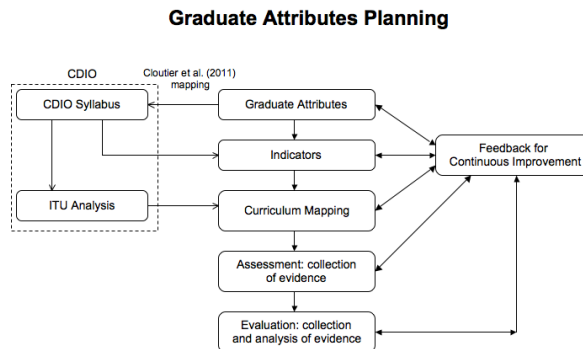 Graduate Attributes Planning
CDIO
Cloutier et al. (2011)
mapping
CDIO Syllabus
Graduate Attributes
Indicators
Feedback for
Continuous Improvement
ITU Analysis
Curriculum Mapping
Assessment: collection
of evidence
Evaluation: collection
and analysis of evidence